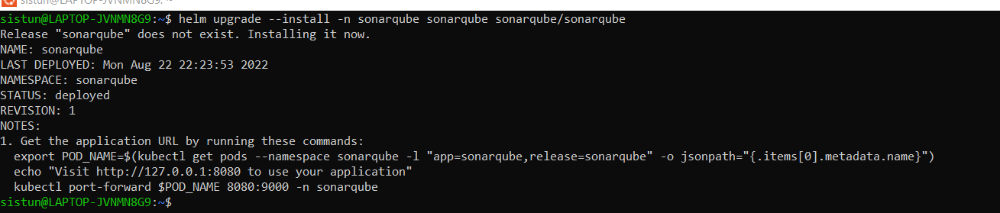 sistun@LAPTOP-JVNMN8G9: ~
sistun@LAPTOP-JVNMN8G9:~$ helm upgrade --install -n sonarqube sonarqube sonarqube/sonarqube
Release "sonarqube" does not exist. Installing it now.
NAME: sonarqube
LAST DEPLOYED: Mon Aug 22 22:23:53 2022
NAMESPACE: sonarqube
STATUS: deployed
REVISION: 1
NOTES:
1. Get the application URL by running these commands:
  export POD_NAME=$(kubectl get pods --namespace sonarqube -l "app=sonarqube,release=sonarqube" -o jsonpath="{.items[0].metadata.name}")
  echo "Visit http://127.0.0.1:8080 to use your application"
  kubectl port-forward $POD_NAME 8080:9000 -n sonarqube
sistun@LAPTOP-JVNMN8G9:~$